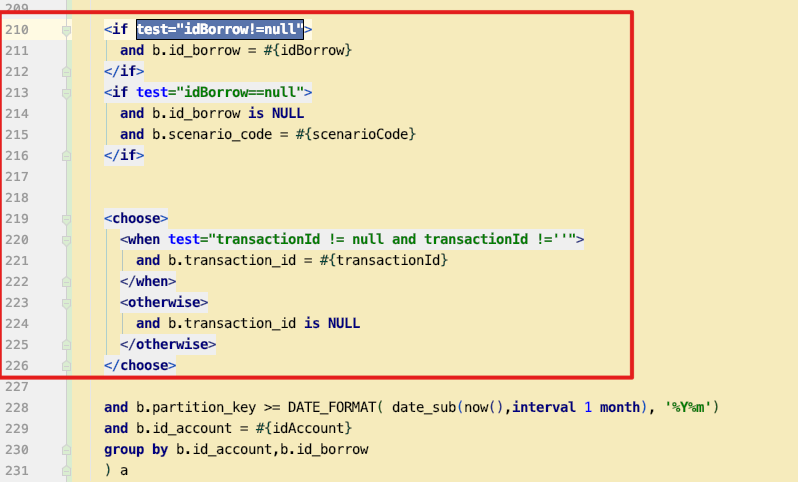 209
210 <if test="idBorrow!=null">
211 and b.id_borrow = #{idBorrow}
212 </if>
213 <if test="idBorrow==null">
214 and b.id_borrow is NULL
215 and b.scenario_code = #{scenarioCode}
216 </if>
217
218
219 <choose>
220 <when test="transactionId != null and transactionId !=''">
221 and b.transaction_id = #{transactionId}
222 </when>
223 <otherwise>
224 and b.transaction_id is NULL
225 </otherwise>
226 </choose>
227
228 and b.partition_key >= DATE_FORMAT( date_sub(now(),interval 1 month), '%Y%m')
229 and b.id_account = #{idAccount}
230 group by b.id_account,b.id_borrow
231 ) a